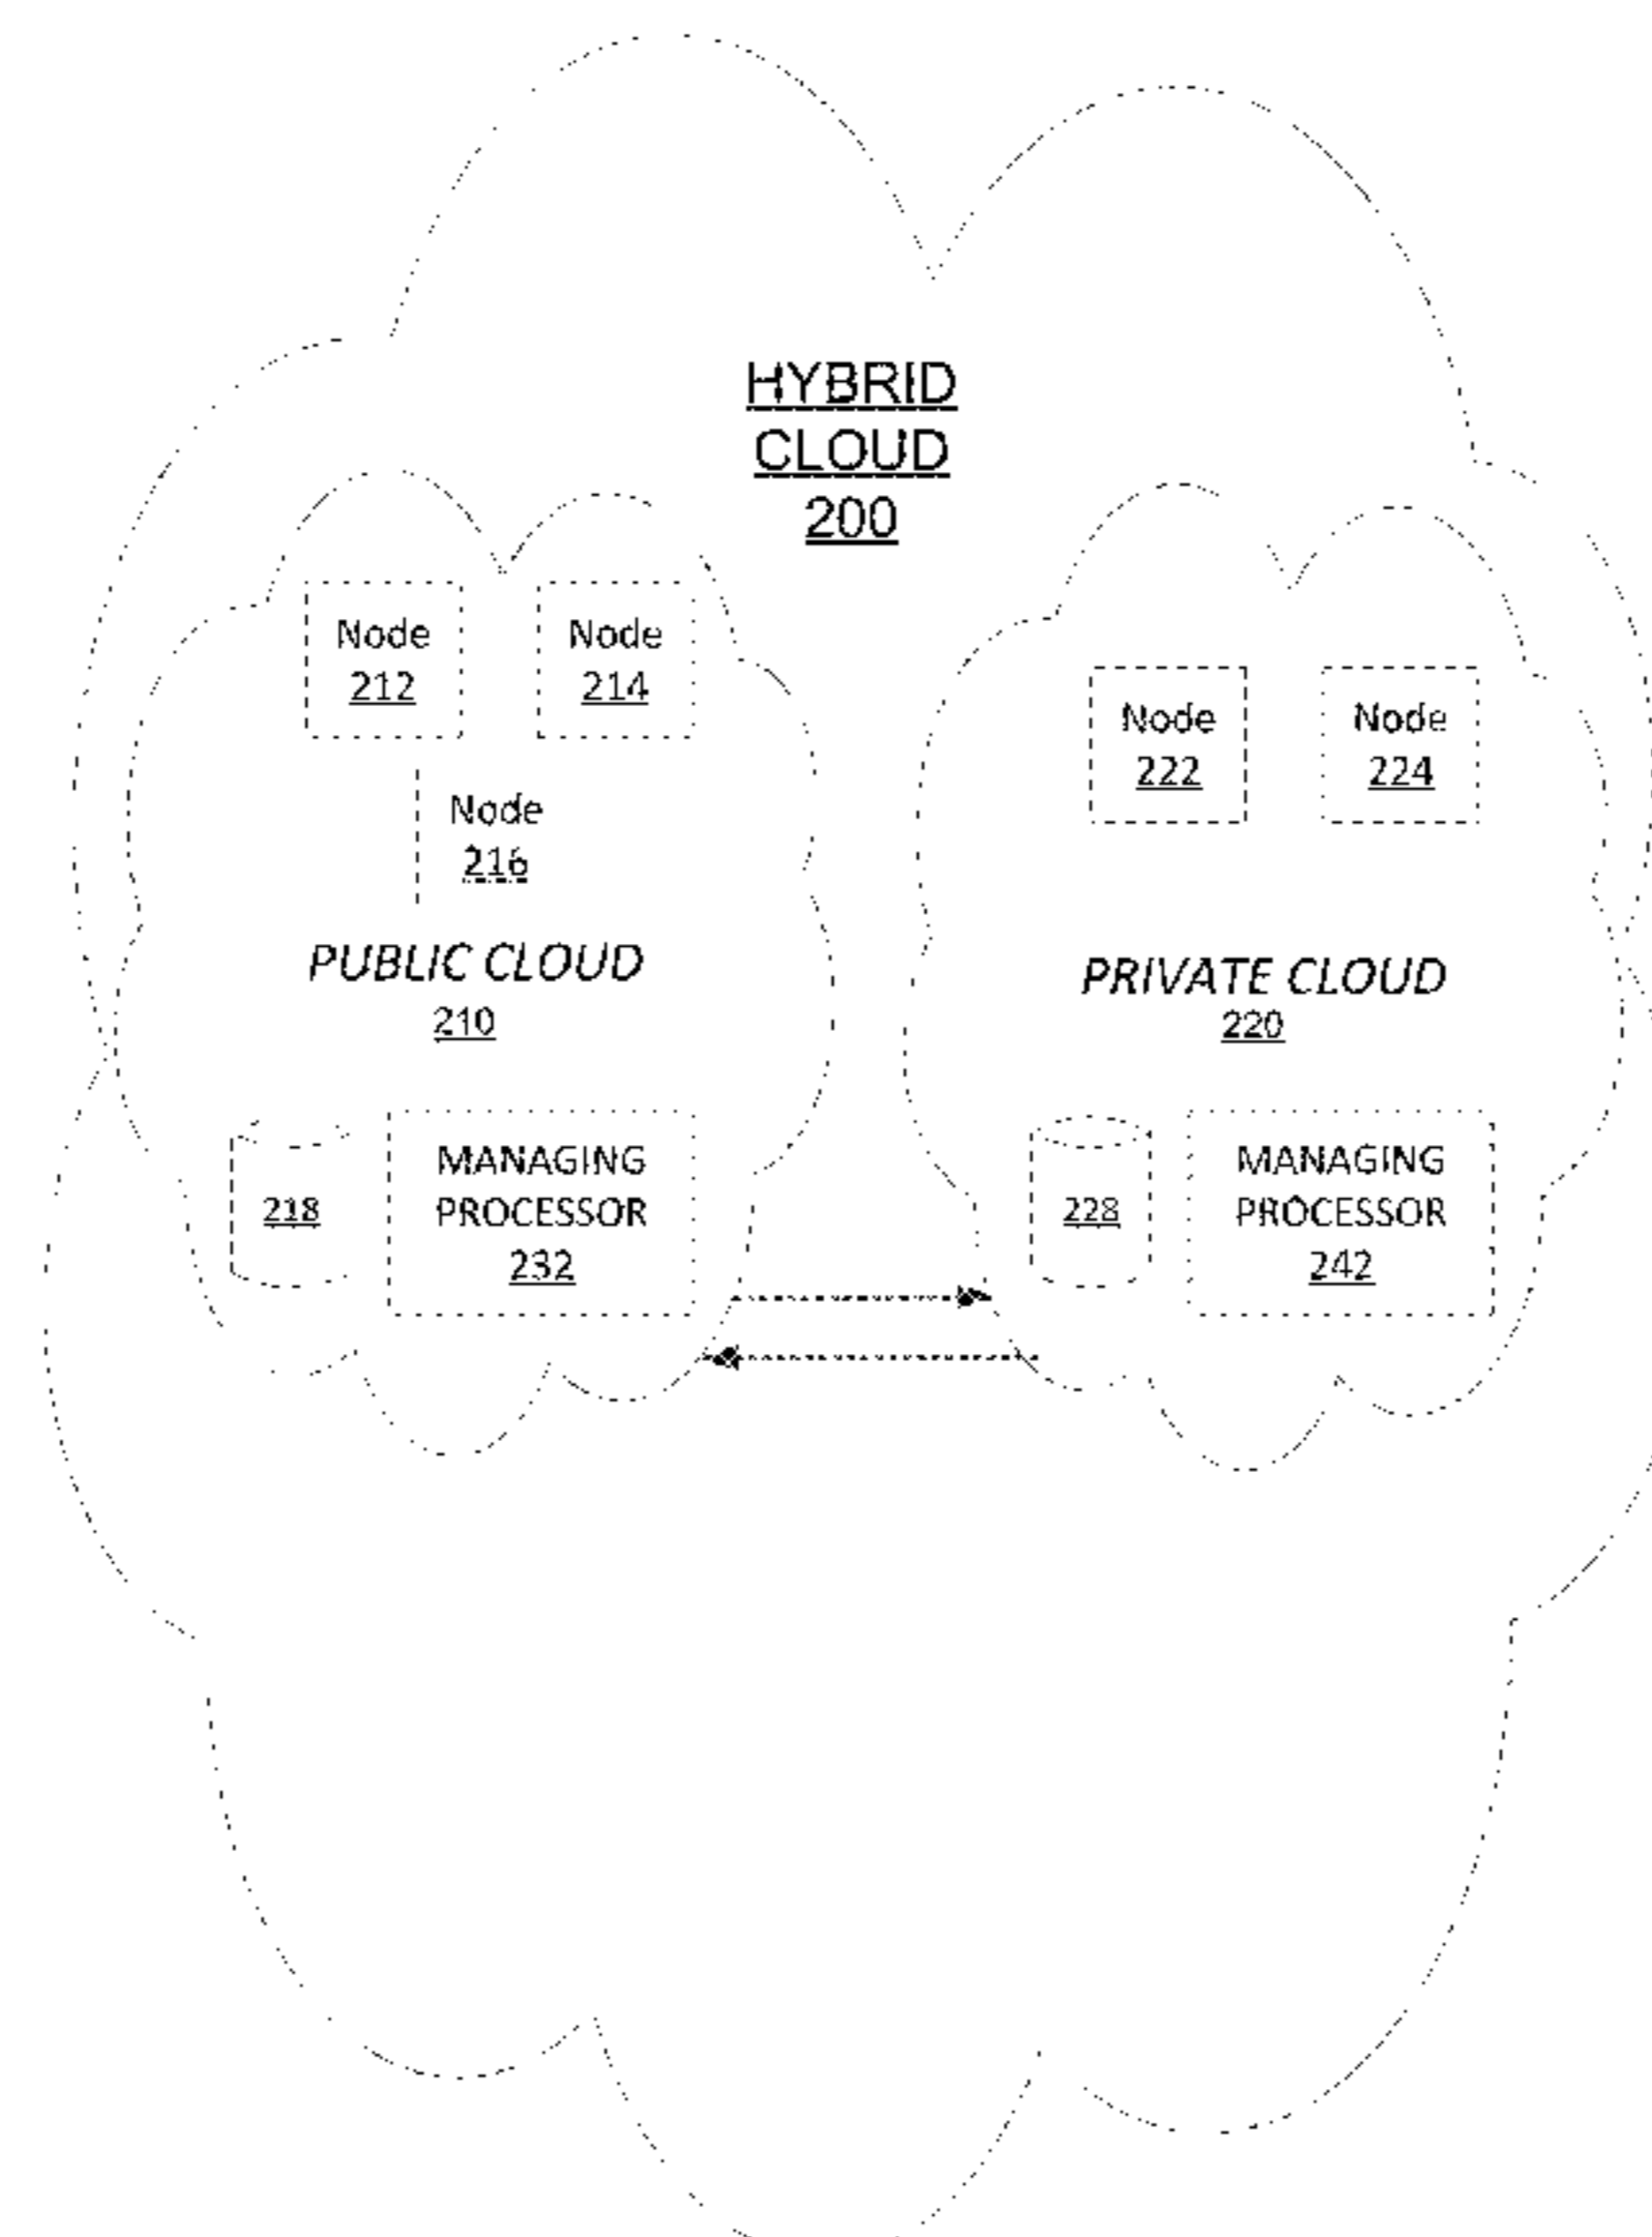 HYBRID
CLOUD
200
Node
212
Node
214
Node
216
PUBLIC CLOUD
210
218
MANAGING
PROCESSOR
232
Node
222
Node
224
PRIVATE CLOUD
220
228
MANAGING
PROCESSOR
242